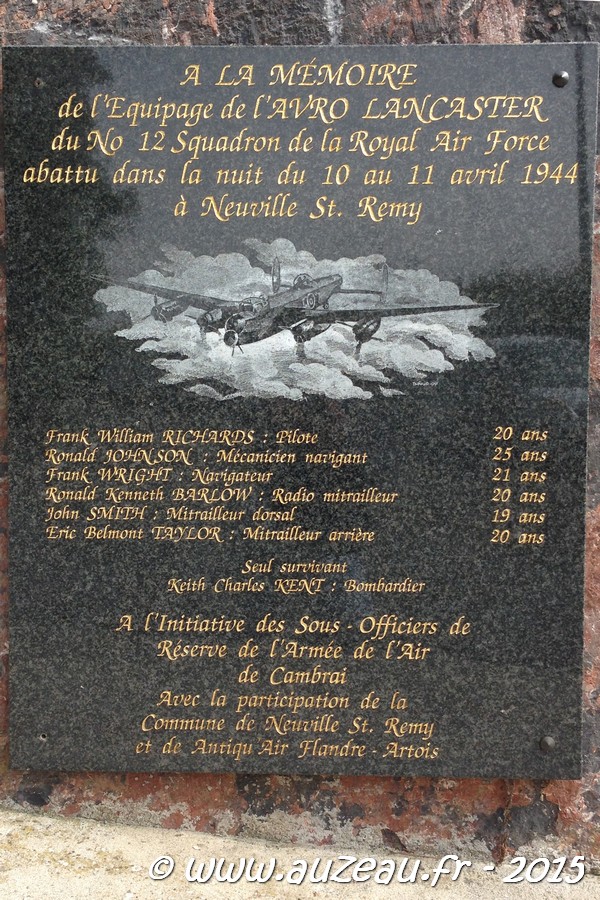 A LA MÉMOIRE
de l'Equipage de l'AVRO LANCASTER
du No 12 Squadron de la Royal Air Force
abattu dans la nuit du 10 au 11 avril 1944
à Neuville St. Remy
Frank William RICHARDS : Pilote 20 ans
Ronald JOHNSON : Mécanicien navigant 25 ans
Frank WRIGHT : Navigateur 21 ans
Ronald Kenneth BARLOW : Radio mitrailleur 20 ans
John SMITH : Mitrailleur dorsal 19 ans
Eric Belmont TAYLOR : Mitrailleur arrière 20 ans
Seul survivant
Keith Charles KENT : Bombardier
A l'Initiative des Sous - Officiers de
Réserve de l'Armée de l'Air
de Cambrai
Avec la participation de la
Commune de Neuville St. Remy
et de Antiqu'Air Flandre - Artois
© www.auzeau.fr - 2015